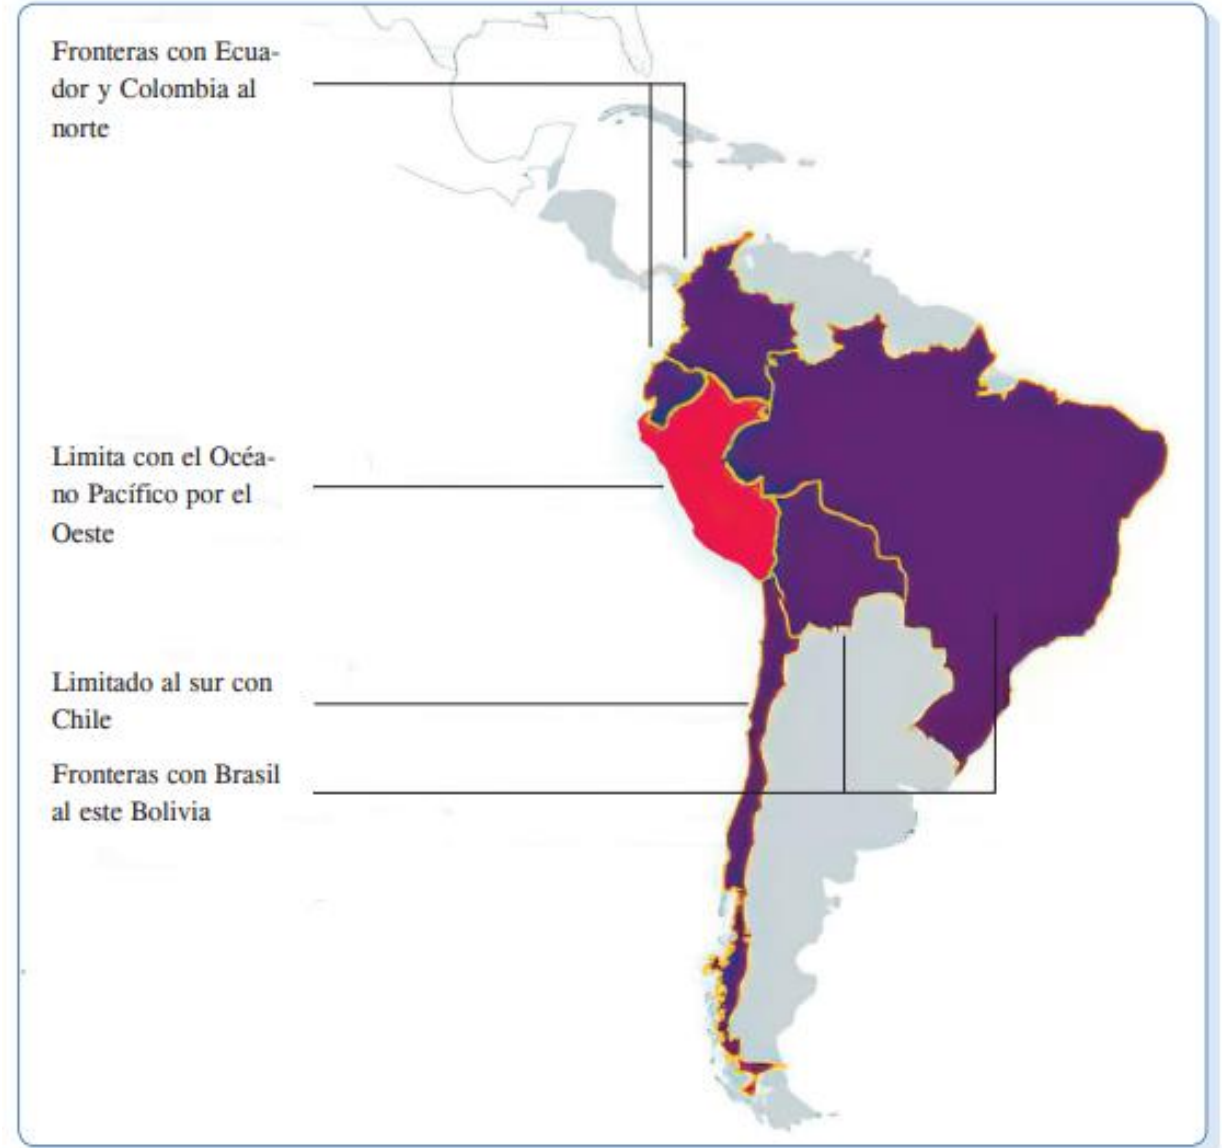 Fronteras con Ecua-
dor y Colombia al
norte
Limita con el Océa-
no Pacífico por el
Oeste
Limitado al sur con
Chile
Fronteras con Brasil
al este Bolivia